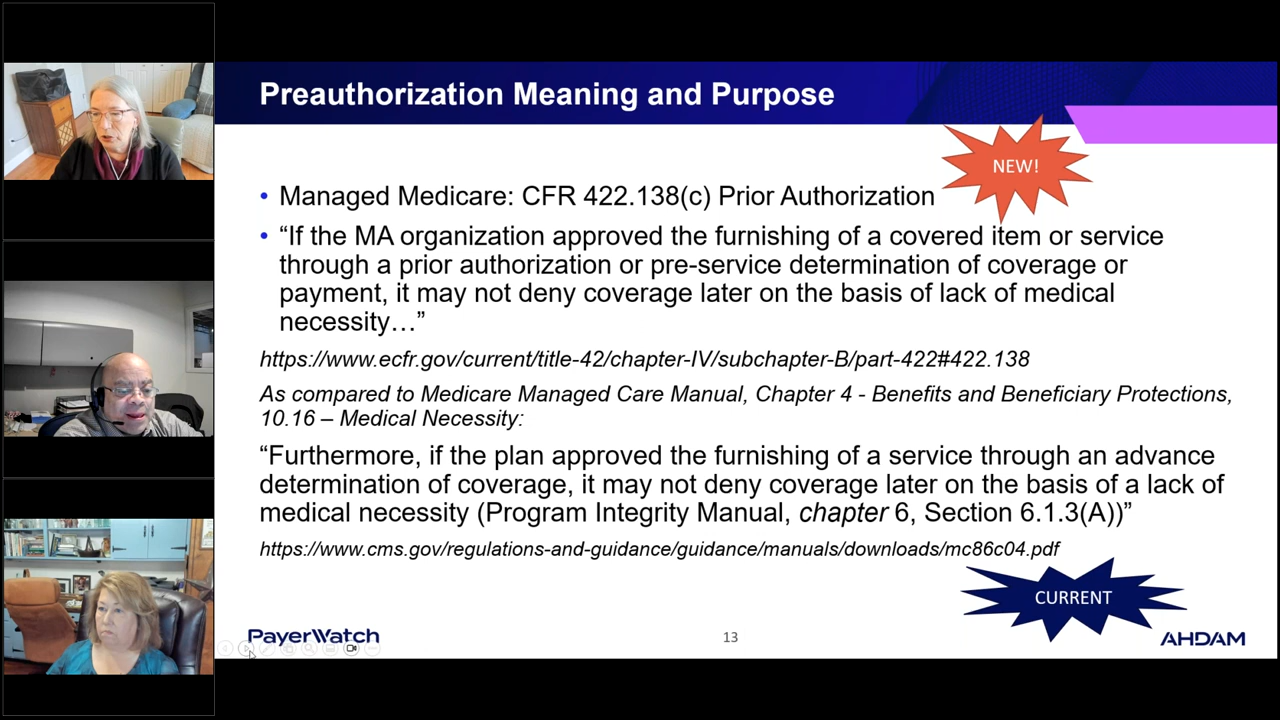 Preauthorization Meaning and Purpose
NEW!
• Managed Medicare: CFR 422.138(c) Prior Authorization
• “If the MA organization approved the furnishing of a covered item or service
through a prior authorization or pre-service determination of coverage or
payment, it may not deny coverage later on the basis of lack of medical
necessity…”
https://www.ecfr.gov/current/title-42/chapter-IV/subchapter-B/part-422#422.138
As compared to Medicare Managed Care Manual, Chapter 4 - Benefits and Beneficiary Protections,
10.16 – Medical Necessity:
“Furthermore, if the plan approved the furnishing of a service through an advance
determination of coverage, it may not deny coverage later on the basis of a lack of
medical necessity (Program Integrity Manual, chapter 6, Section 6.1.3(A))”
https://www.cms.gov/regulations-and-guidance/guidance/manuals/downloads/mc86c04.pdf
CURRENT
PayerWatch
13
AHDAM